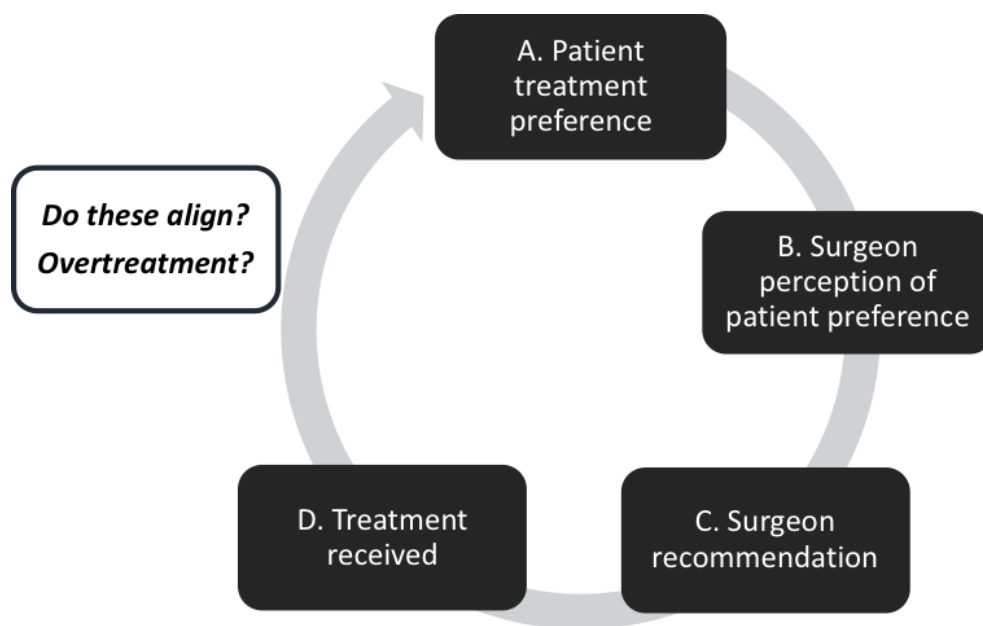 A. Patient
treatment
preference
Do these align?
Overtreatment?
B. Surgeon
perception of
patient preference
D. Treatment
received
C. Surgeon
recommendation